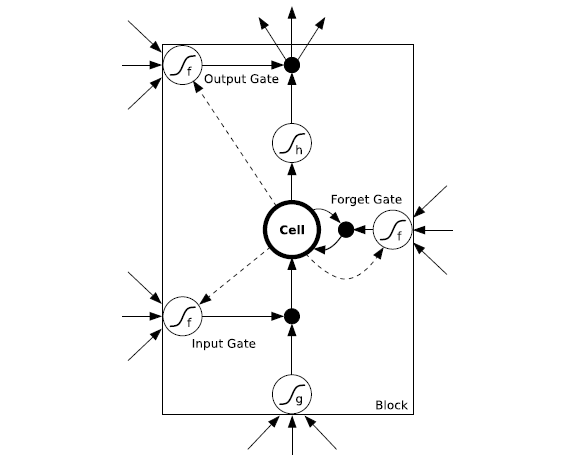 f
Output Gate
h
Forget Gate
Cell
f
f
Input Gate
g
Block